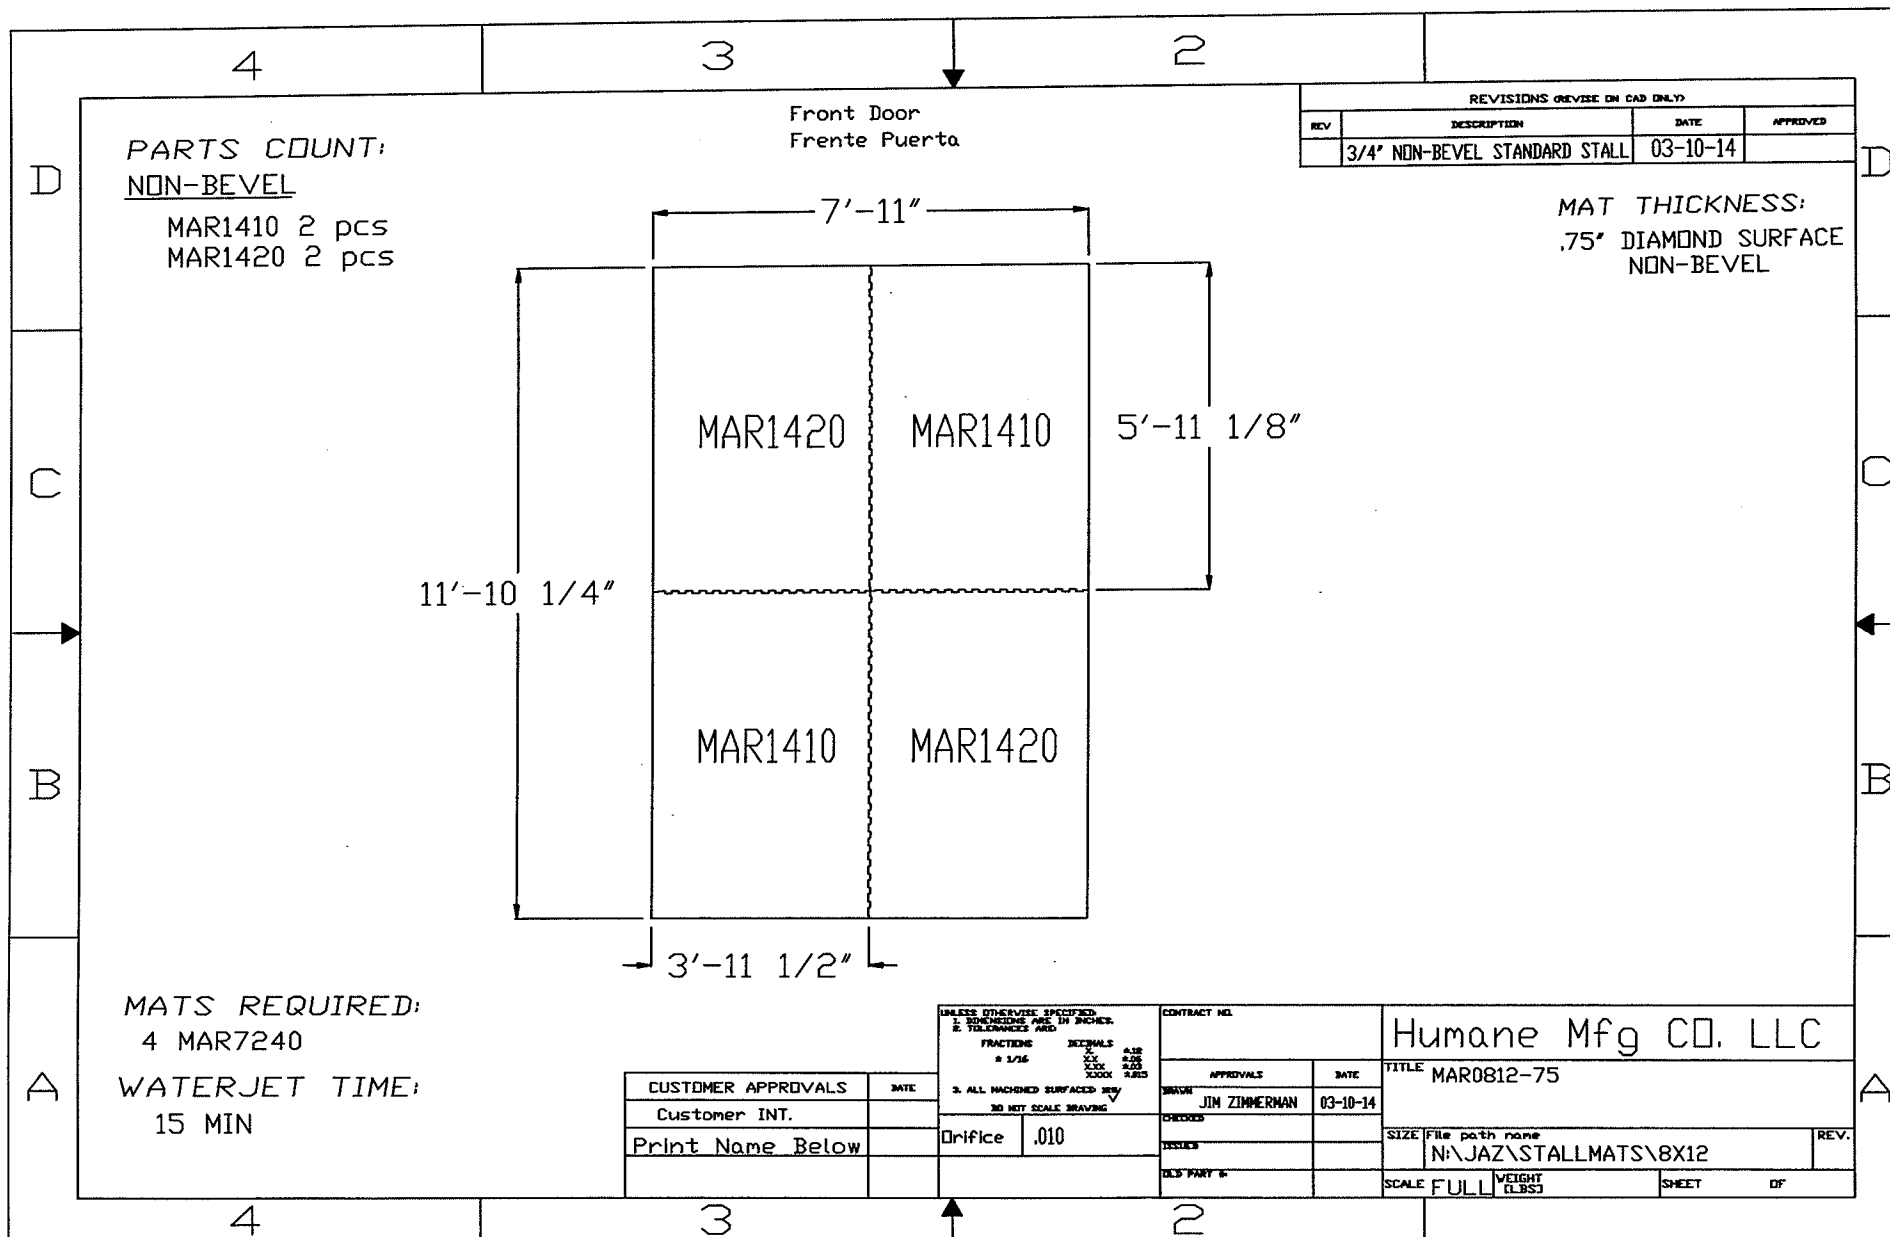 4 3 2
Front Door
Frente Puerta
PARTS COUNT:
NON-BEVEL
MAR1410 2 pcs
MAR1420 2 pcs
REVISIONS (REVISE ON CAD ONLY)
REV DESCRIPTION DATE APPROVED
3/4" NON-BEVEL STANDARD STALL 03-10-14
D D
MAT THICKNESS:
.75" DIAMOND SURFACE
NON-BEVEL
7'-11"
MAR1420 MAR1410
5'-11 1/8"
C C
11'-10 1/4"
MAR1410 MAR1420
B B
3'-11 1/2"
MATS REQUIRED:
4 MAR7240
WATERJET TIME:
15 MIN
A A
CUSTOMER APPROVALS DATE
Customer INT.
Print Name Below
UNLESS OTHERWISE SPECIFIED:
1. DIMENSIONS ARE IN INCHES.
2. TOLERANCES ARE:
FRACTIONS DECIMALS
± 1/16
3. ALL MACHINED SURFACES
DO NOT SCALE DRAWING
Orifice .010
CONTRACT NO.
APPROVALS DATE
DRAWN
JIM ZIMMERMAN 03-10-14
CHECKED
ISSUED
OLD PART #:
Humane Mfg CO. LLC
TITLE MAR0812-75
SIZE File path name REV.
N:\JAZ\STALLMATS\8X12
SCALE FULL WEIGHT (LBS) SHEET OF
4 3 2